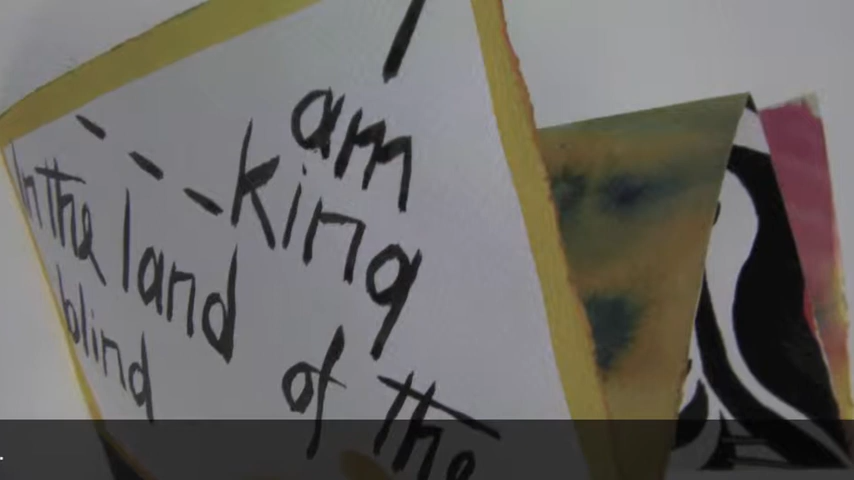 I
am
- - - king
In the land of the
blind